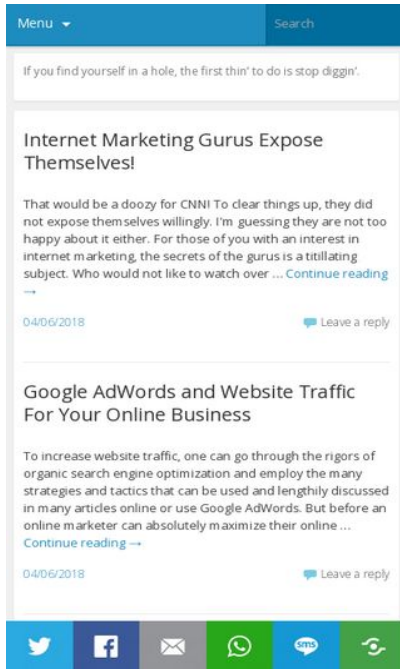 Menu
Search
If you find yourself in a hole, the first thin' to do is stop diggin'.
Internet Marketing Gurus Expose
Themselves!
That would be a doozy for CNN! To clear things up, they did
not expose themselves willingly. I'm guessing they are not too
happy about it either. For those of you with an interest in
internet marketing, the secrets of the gurus is a titillating
subject. Who would not like to watch over … Continue reading
→
04/06/2018
Leave a reply
Google AdWords and Website Traffic
For Your Online Business
To increase website traffic, one can go through the rigors of
organic search engine optimization and employ the many
strategies and tactics that can be used and lengthily discussed
in many articles online or use Google AdWords. But before an
online marketer can absolutely maximize their online …
Continue reading →
04/06/2018
Leave a reply
sms